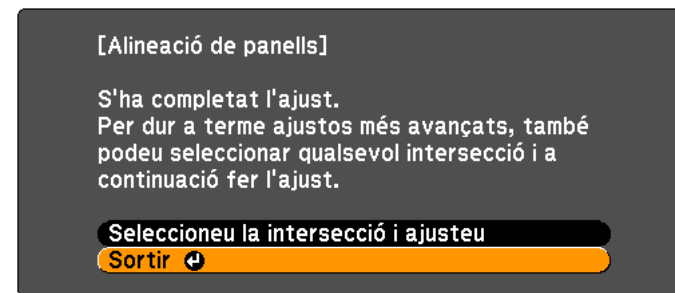 [Alineació de panells]
S'ha completat l'ajust.
Per dur a terme ajustos més avançats, també
podeu seleccionar qualsevol intersecció i a
continuació fer l'ajust.
Seleccioneu la intersecció i ajusteu
Sortir